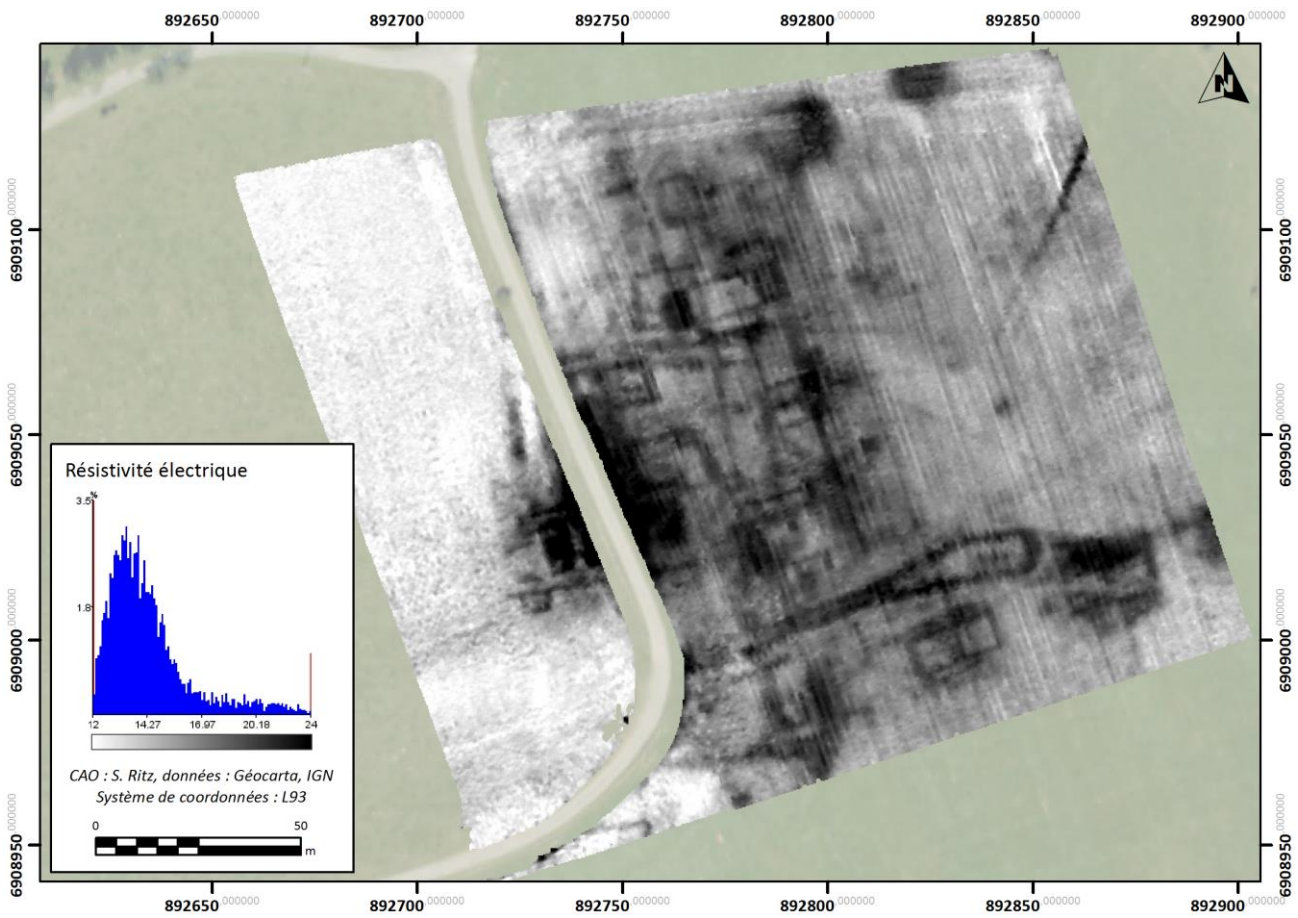 892650.000000 892700.000000 892750.000000 892800.000000 892850.000000 892900.000000
N
6909100.000000 6909100.000000
6909050.000000 6909050.000000
6909000.000000 6909000.000000
6908950.000000 6908950.000000
Résistivité électrique
3.5%
1.8
12 14.27 16.97 20.18 24
CAO : S. Ritz, données : Géocarta, IGN
Système de coordonnées : L93
0 50
m
892650.000000 892700.000000 892750.000000 892800.000000 892850.000000 892900.000000